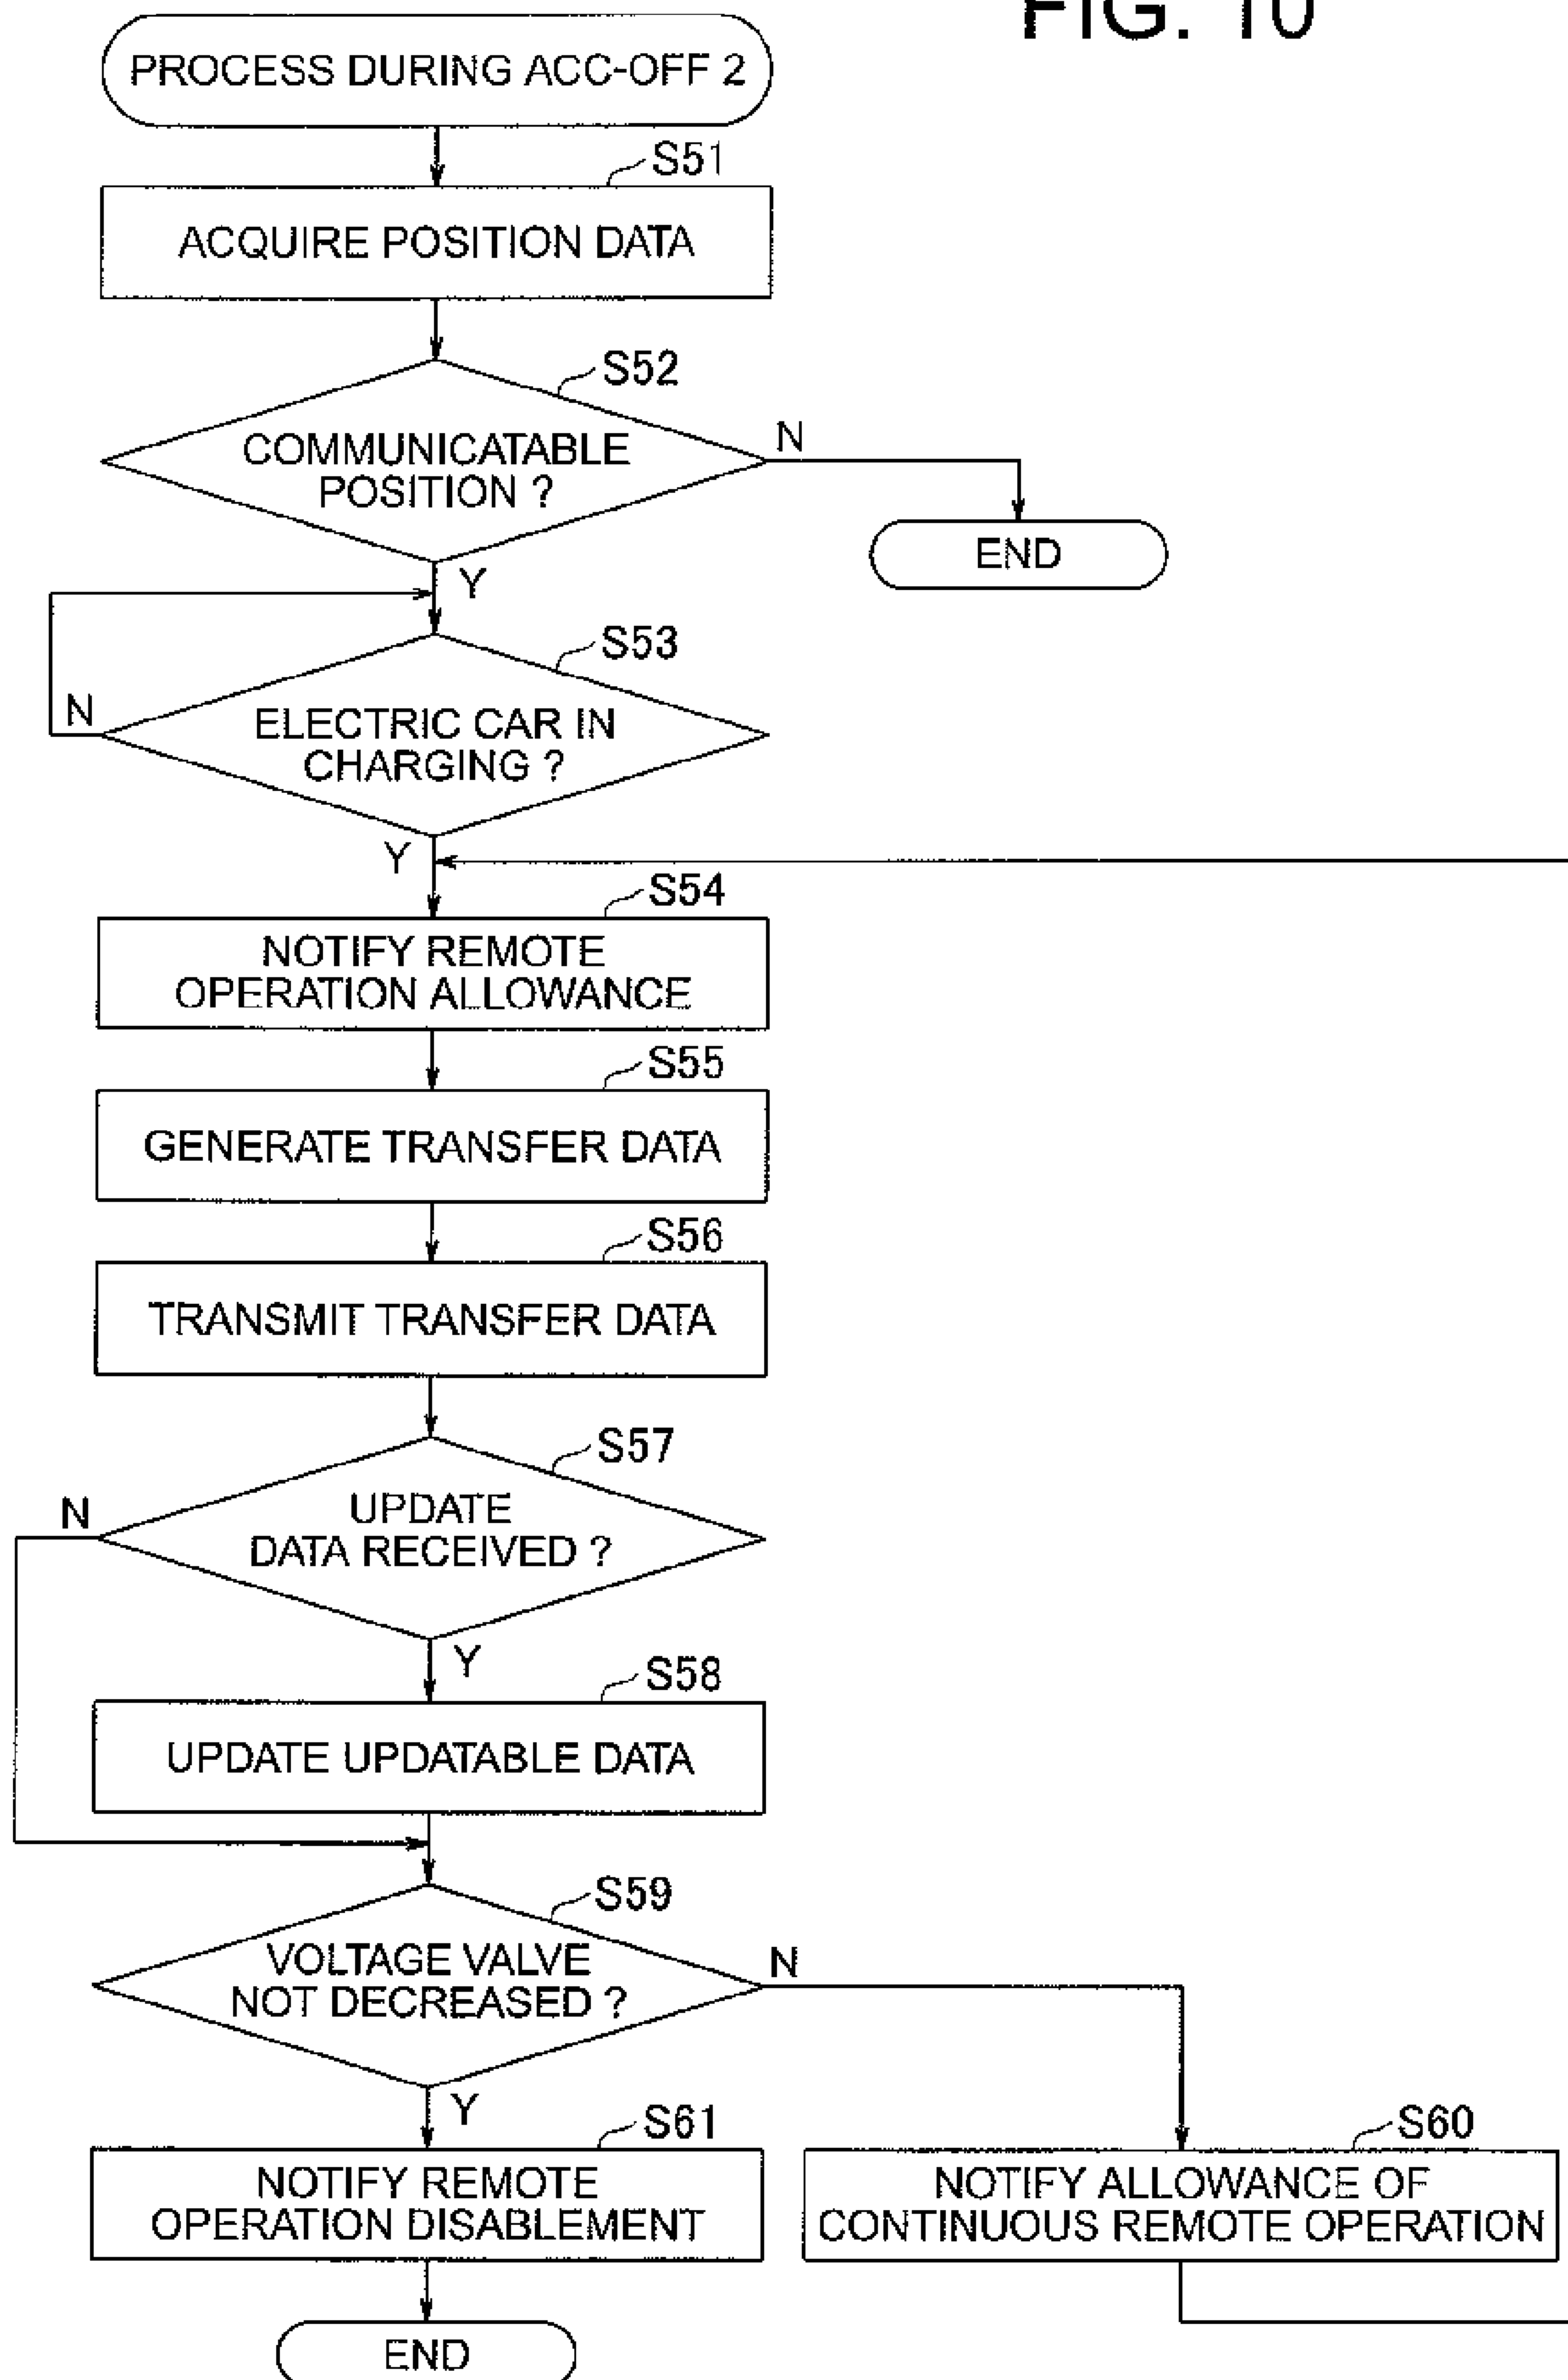 FIG. 10
PROCESS DURING ACC-OFF 2
S51
ACQUIRE POSITION DATA
S52
COMMUNICATABLE
POSITION ?
N
END
Y
S53
N
ELECTRIC CAR IN
CHARGING ?
Y
S54
NOTIFY REMOTE
OPERATION ALLOWANCE
S55
GENERATE TRANSFER DATA
S56
TRANSMIT TRANSFER DATA
S57
N
UPDATE
DATA RECEIVED ?
Y
S58
UPDATE UPDATABLE DATA
S59
VOLTAGE VALVE
NOT DECREASED ?
N
Y
S61
NOTIFY REMOTE
OPERATION DISABLEMENT
S60
NOTIFY ALLOWANCE OF
CONTINUOUS REMOTE OPERATION
END